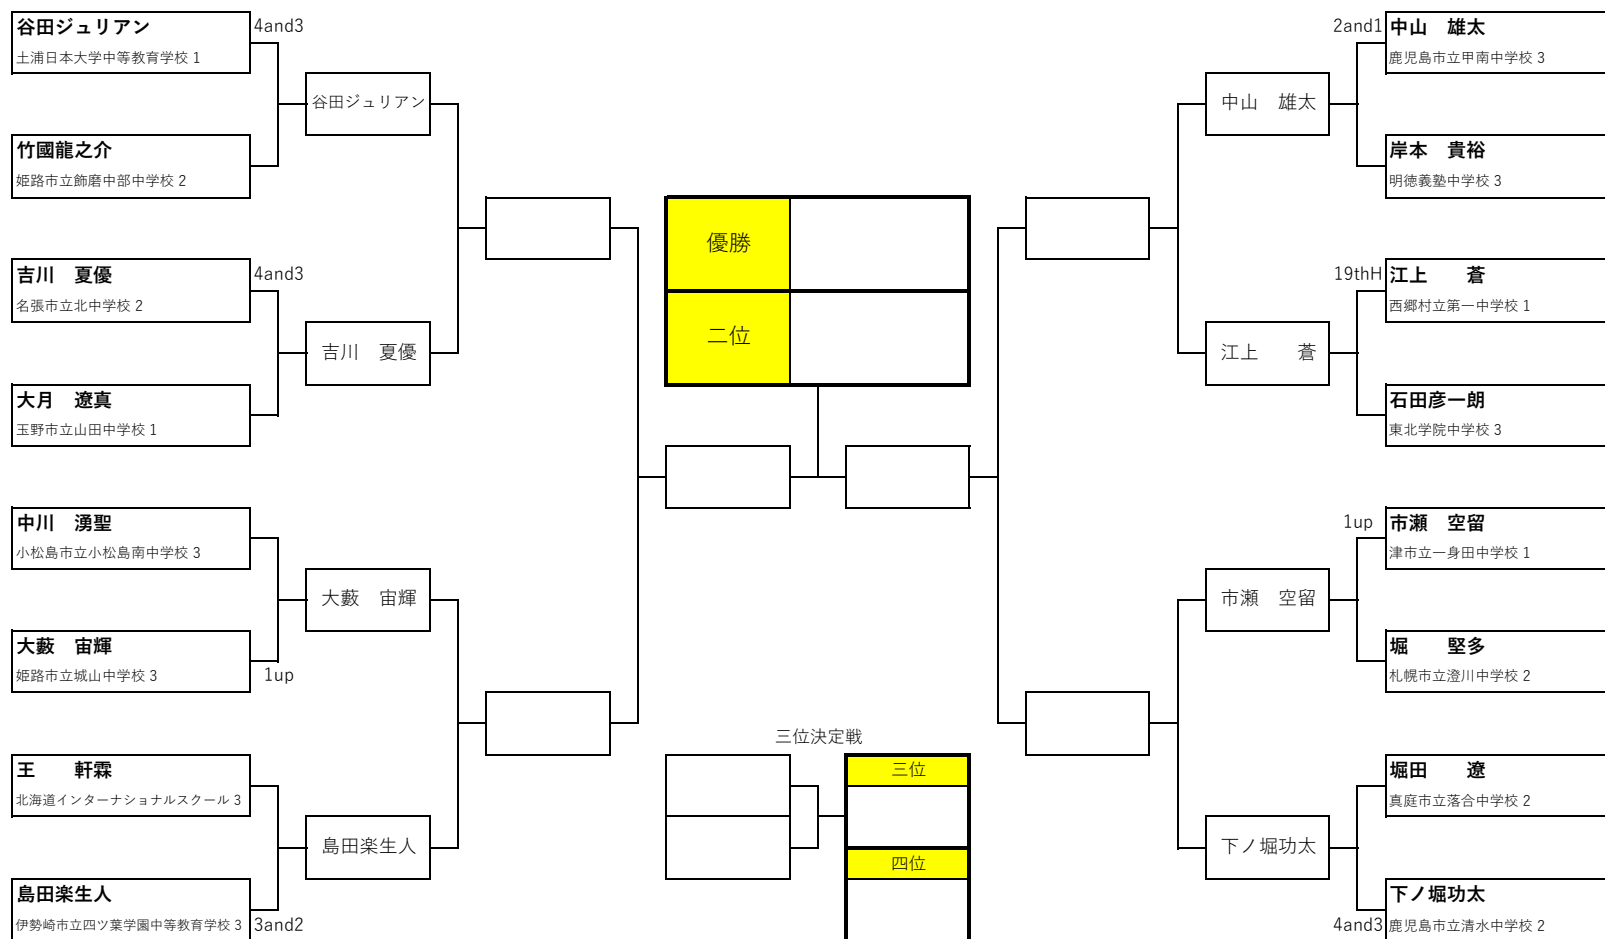 谷田ジュリアン
土浦日本大学中等教育学校 1
4and3
竹國龍之介
姫路市立飾磨中部中学校 2
谷田ジュリアン
吉川　夏優
名張市立北中学校 2
4and3
大月　遼真
玉野市立山田中学校 1
吉川　夏優
中川　湧聖
小松島市立小松島南中学校 3
大藪　宙輝
姫路市立城山中学校 3
1up
大藪　宙輝
王　　軒霖
北海道インターナショナルスクール 3
島田楽生人
伊勢崎市立四ツ葉学園中等教育学校 3
3and2
島田楽生人
優勝
二位
三位決定戦
三位
四位
2and1
中山　雄太
鹿児島市立甲南中学校 3
岸本　貴裕
明徳義塾中学校 3
中山　雄太
19thH
江上　　蒼
西郷村立第一中学校 1
石田彦一朗
東北学院中学校 3
江上　　蒼
1up
市瀬　空留
津市立一身田中学校 1
堀　　堅多
札幌市立澄川中学校 2
市瀬　空留
堀田　　遼
真庭市立落合中学校 2
下ノ堀功太
鹿児島市立清水中学校 2
4and3
下ノ堀功太